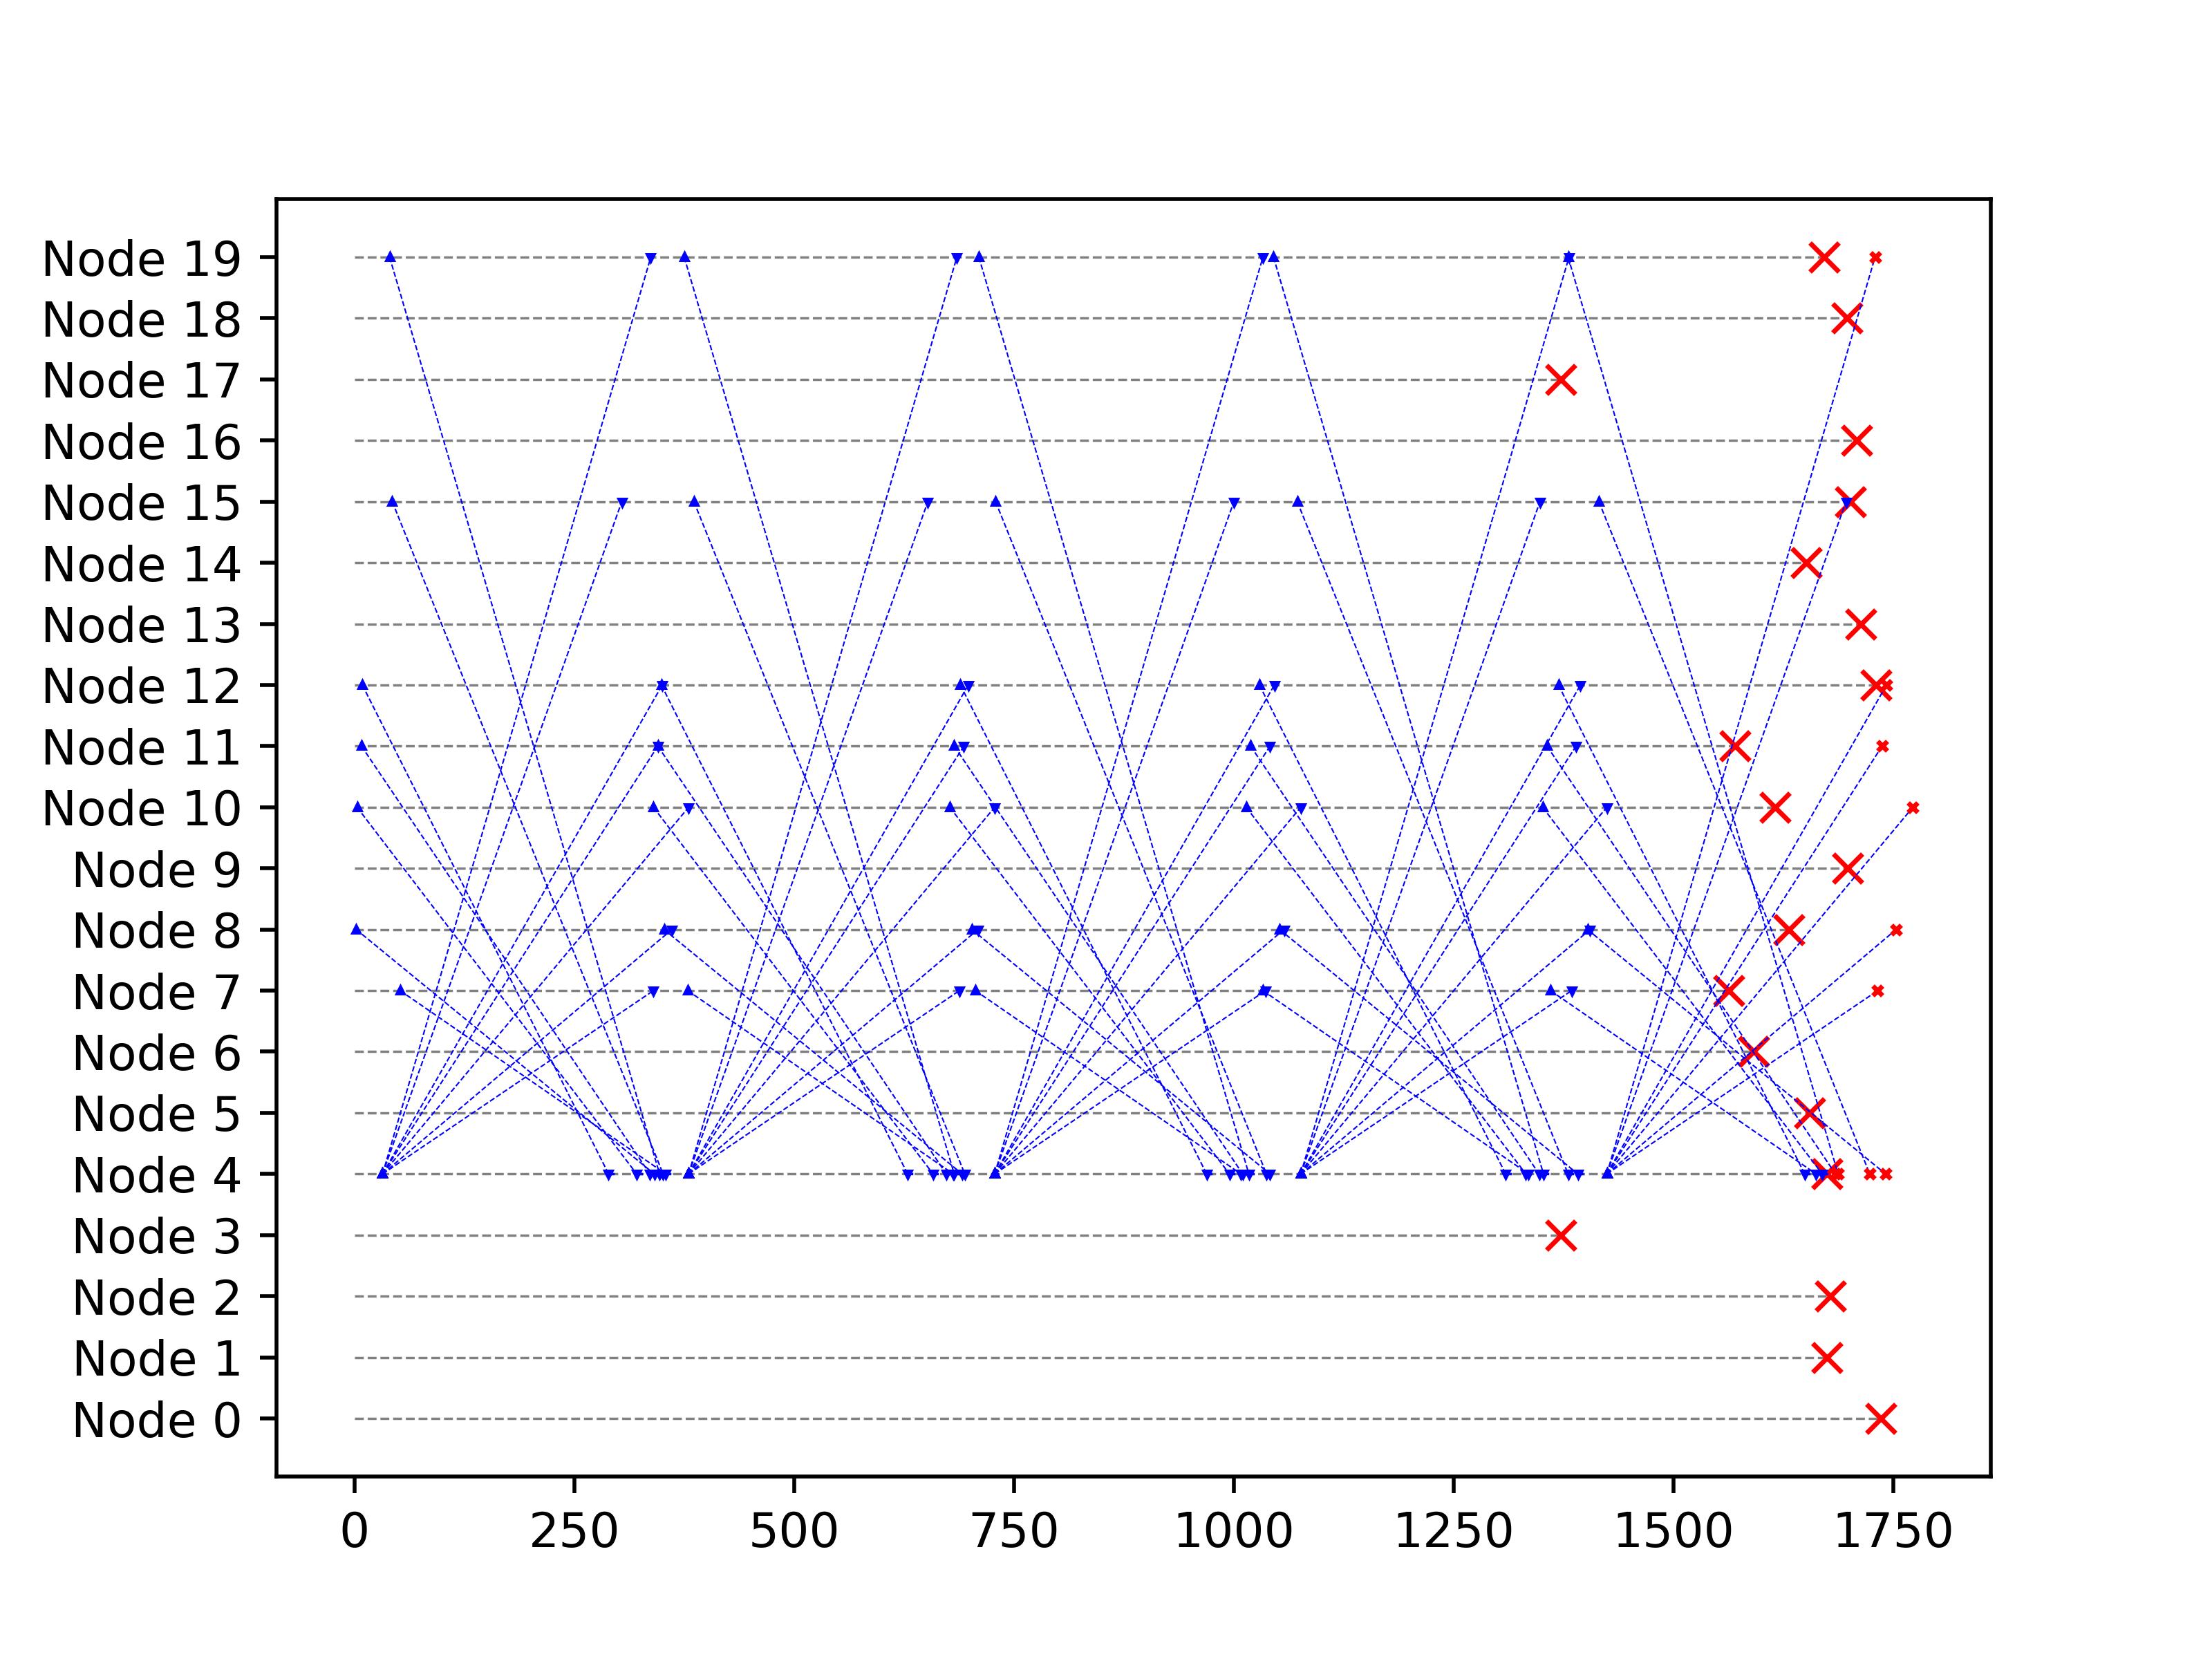 Node 19
Node 18
Node 17
Node 16
Node 15
Node 14
Node 13
Node 12
Node 11
Node 10
Node 9
Node 8
Node 7
Node 6
Node 5
Node 4
Node 3
Node 2
Node 1
Node 0
0 250 500 750 1000 1250 1500 1750